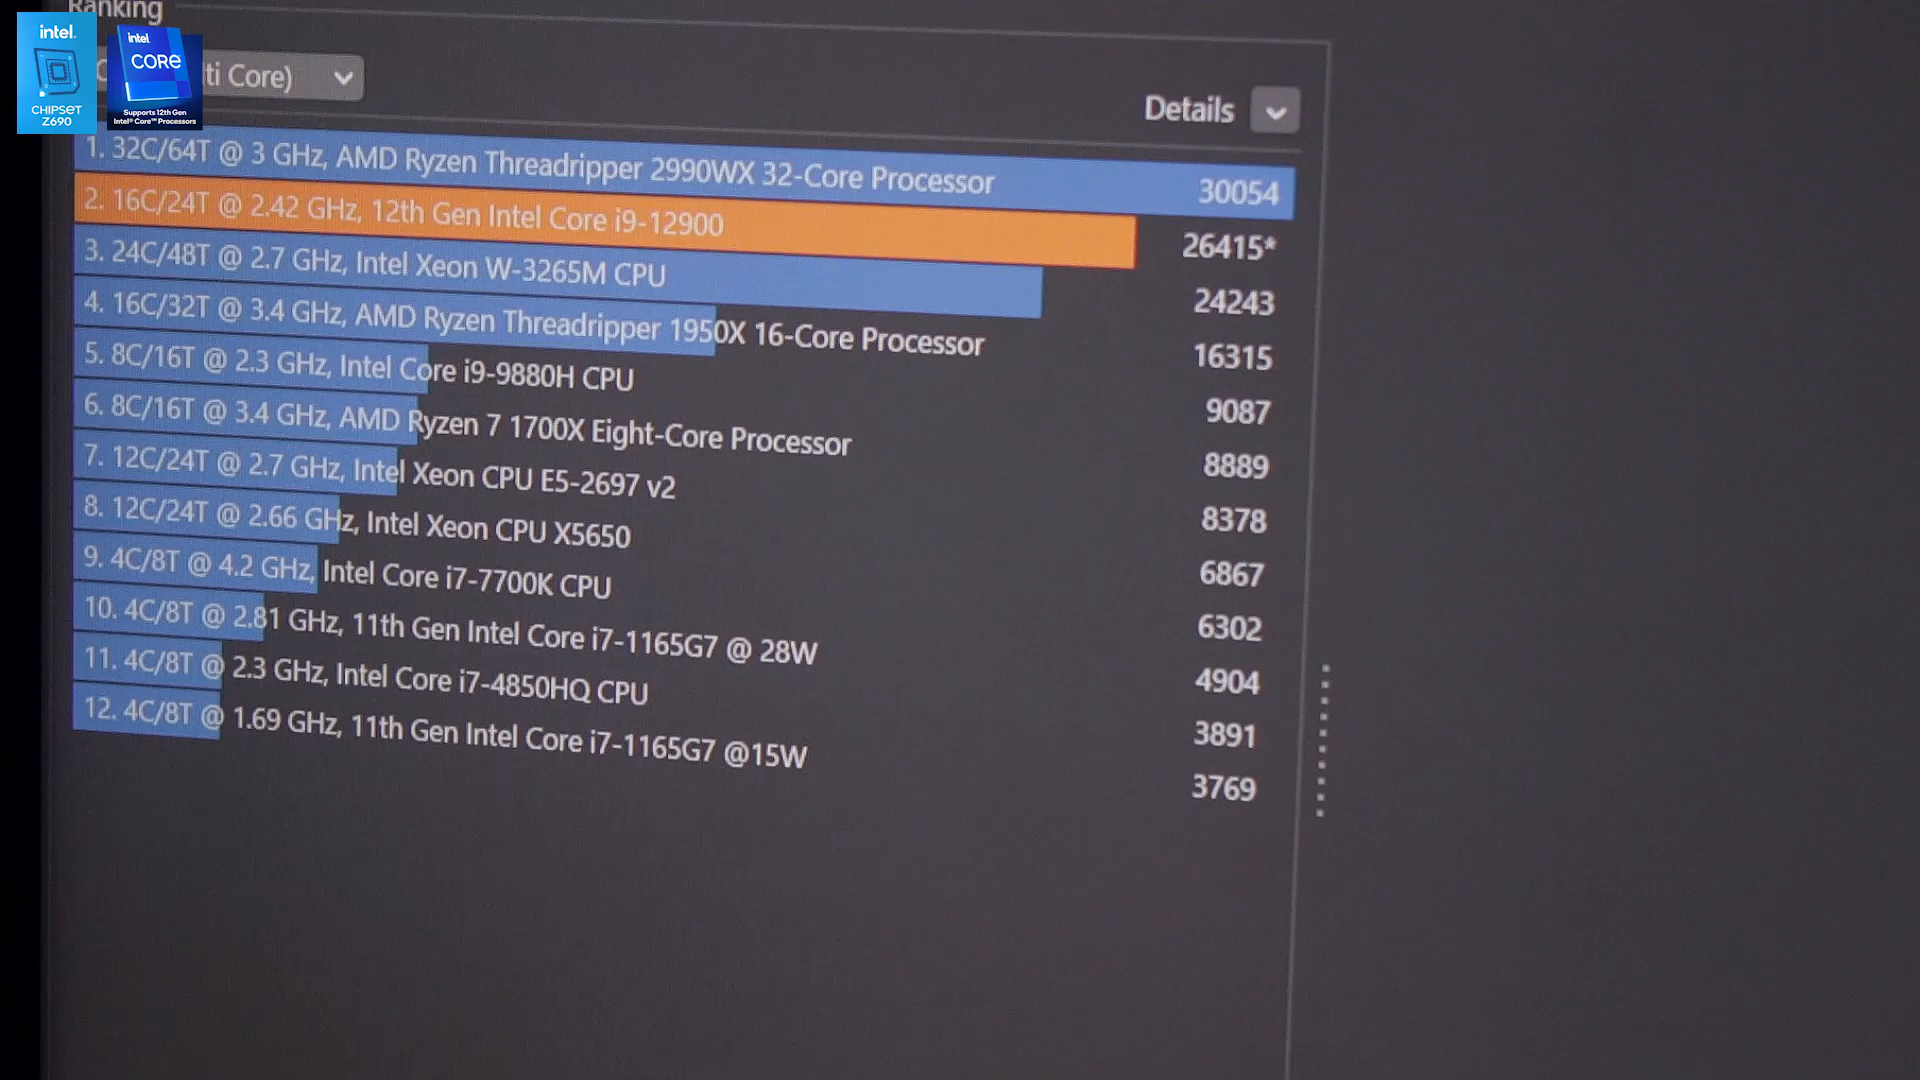 Ranking
intel.
CHIPSET
Z690
intel
CORE
Supports 12th Gen
Intel® Core™ Processors
ti Core)
Details
1. 32C/64T @ 3 GHz, AMD Ryzen Threadripper 2990WX 32-Core Processor 30054
2. 16C/24T @ 2.42 GHz, 12th Gen Intel Core i9-12900 26415*
3. 24C/48T @ 2.7 GHz, Intel Xeon W-3265M CPU 24243
4. 16C/32T @ 3.4 GHz, AMD Ryzen Threadripper 1950X 16-Core Processor 16315
5. 8C/16T @ 2.3 GHz, Intel Core i9-9880H CPU 9087
6. 8C/16T @ 3.4 GHz, AMD Ryzen 7 1700X Eight-Core Processor 8889
7. 12C/24T @ 2.7 GHz, Intel Xeon CPU E5-2697 v2 8378
8. 12C/24T @ 2.66 GHz, Intel Xeon CPU X5650 6867
9. 4C/8T @ 4.2 GHz, Intel Core i7-7700K CPU 6302
10. 4C/8T @ 2.81 GHz, 11th Gen Intel Core i7-1165G7 @ 28W 4904
11. 4C/8T @ 2.3 GHz, Intel Core i7-4850HQ CPU 3891
12. 4C/8T @ 1.69 GHz, 11th Gen Intel Core i7-1165G7 @15W 3769